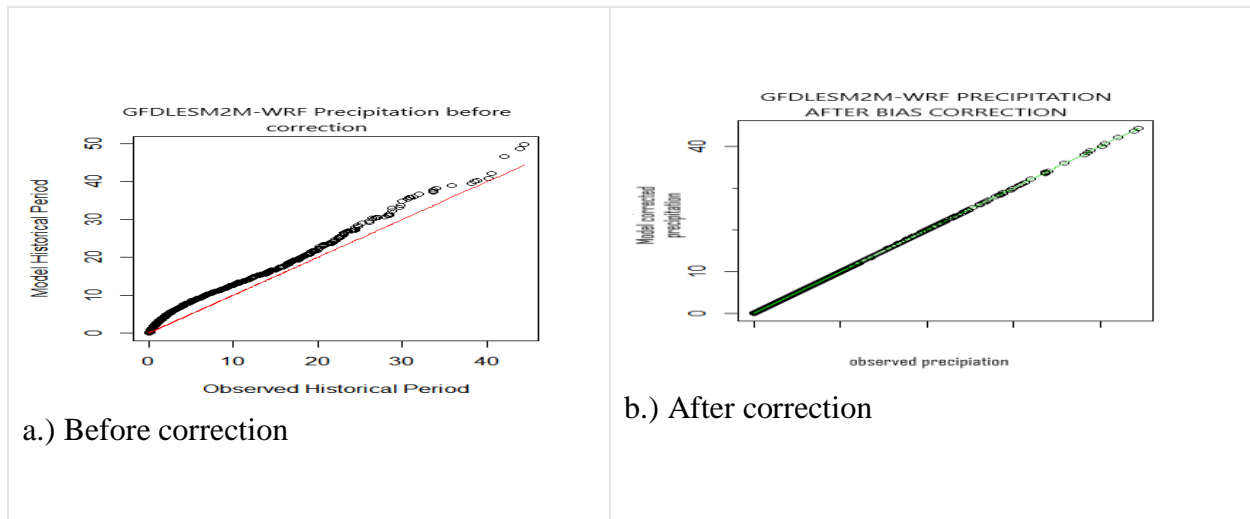 GFDLESM2M-WRF Precipitation before
correction
50
40
30
20
10
0
Model Historical Period
0 10 20 30 40
Observed Historical Period
a.) Before correction
GFDLESM2M-WRF PRECIPITATION
AFTER BIAS CORRECTION
40
10
0
Model corrected
precipitation
observed precipiation
b.) After correction